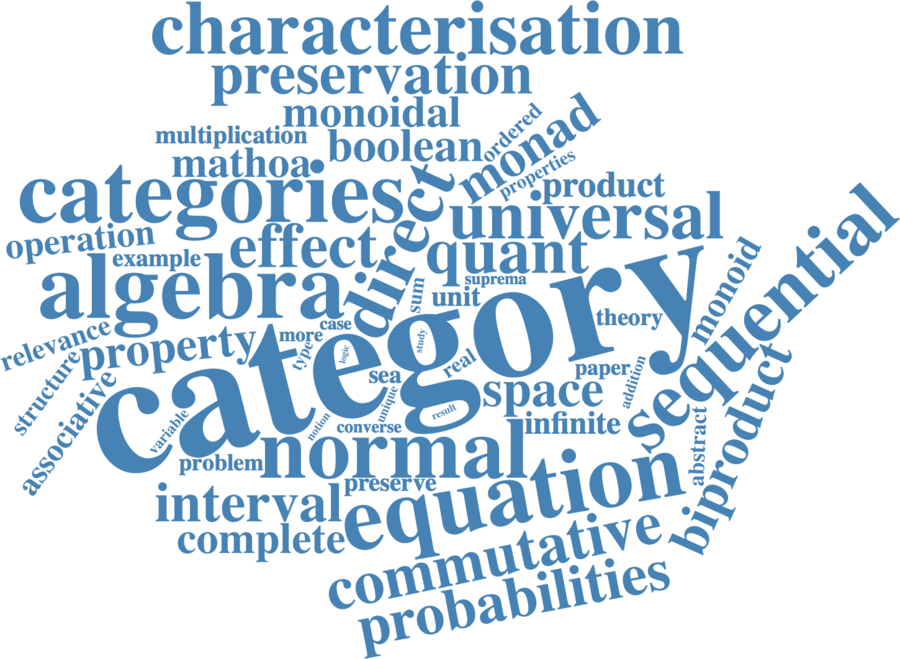 characterisation
preservation
monoidal
ordered
multiplication
boolean
monad
mathoa
properties
categories
direct
product
universal
operation
effect
quant
example
suprema
algebra
sum
unit
sequential
monoid
category
theory
relevance
more
case
study
property
type
logic
real
structure
sea
paper
addition
associative
space
unique
result
variable
notion
converse
infinite
abstract
biproduct
problem
normal
preserve
interval
equation
complete
commutative
probabilities